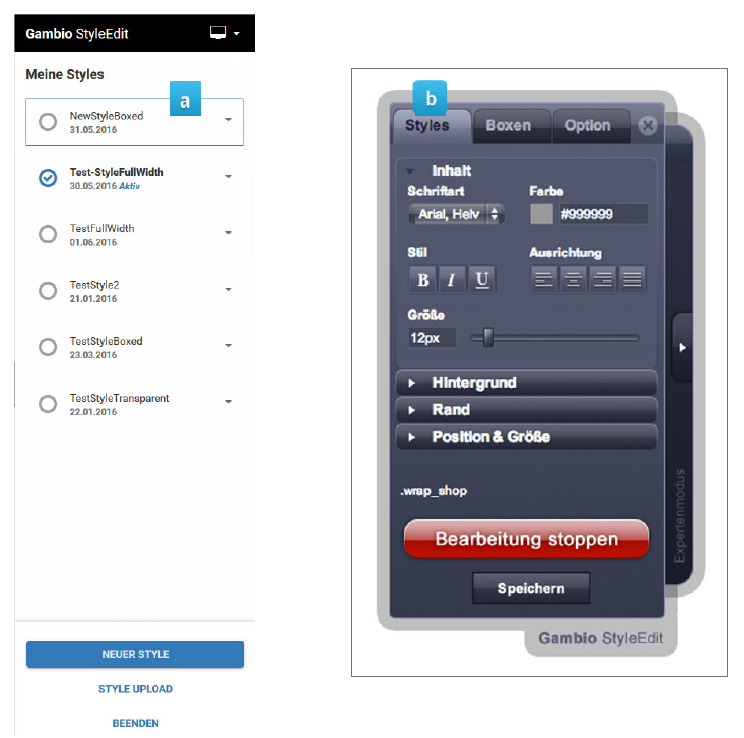 Gambio StyleEdit
Meine Styles
a
NewStyleBoxed
31.05.2016
Test-StyleFullWidth
30.05.2016 Aktiv
TestFullWidth
01.06.2016
TestStyle2
21.01.2016
TestStyleBoxed
23.03.2016
TestStyleTransparent
22.01.2016
NEUER STYLE
STYLE UPLOAD
BEENDEN
b
Styles Boxen Option
Inhalt
Schriftart Farbe
Arial, Helv #999999
Stil Ausrichtung
B I U
Größe
12px
Hintergrund
Rand
Position & Größe
.wrap_shop
Bearbeitung stoppen
Speichern
Expertenmodus
Gambio StyleEdit